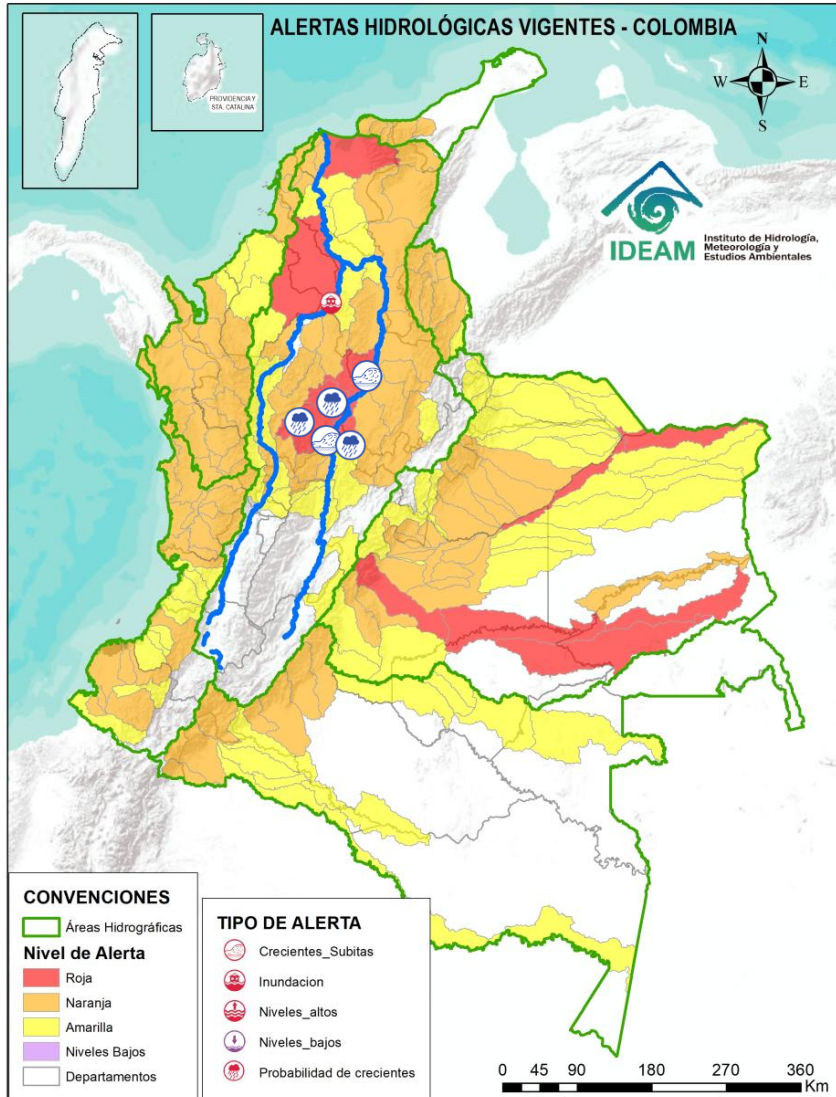 ALERTAS HIDROLÓGICAS VIGENTES - COLOMBIA
PROVIDENCIA Y
STA. CATALINA
N
W
E
S
IDEAM
Instituto de Hidrología,
Meteorología y
Estudios Ambientales
CONVENCIONES
Áreas Hidrográficas
Nivel de Alerta
Roja
Naranja
Amarilla
Niveles Bajos
Departamentos
TIPO DE ALERTA
Crecientes_Subitas
Inundacion
Niveles_altos
Niveles_bajos
Probabilidad de crecientes
0 45 90 180 270 360
Km